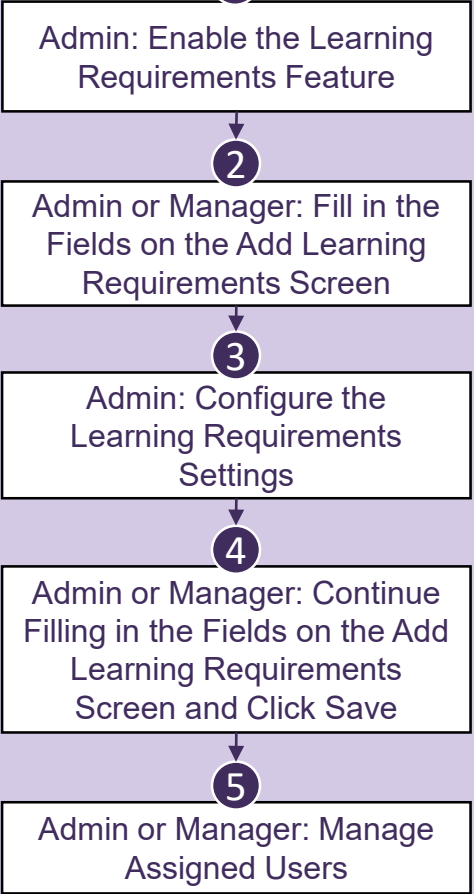 Admin: Enable the Learning
Requirements Feature
2
Admin or Manager: Fill in the
Fields on the Add Learning
Requirements Screen
3
Admin: Configure the
Learning Requirements
Settings
4
Admin or Manager: Continue
Filling in the Fields on the Add
Learning Requirements
Screen and Click Save
5
Admin or Manager: Manage
Assigned Users